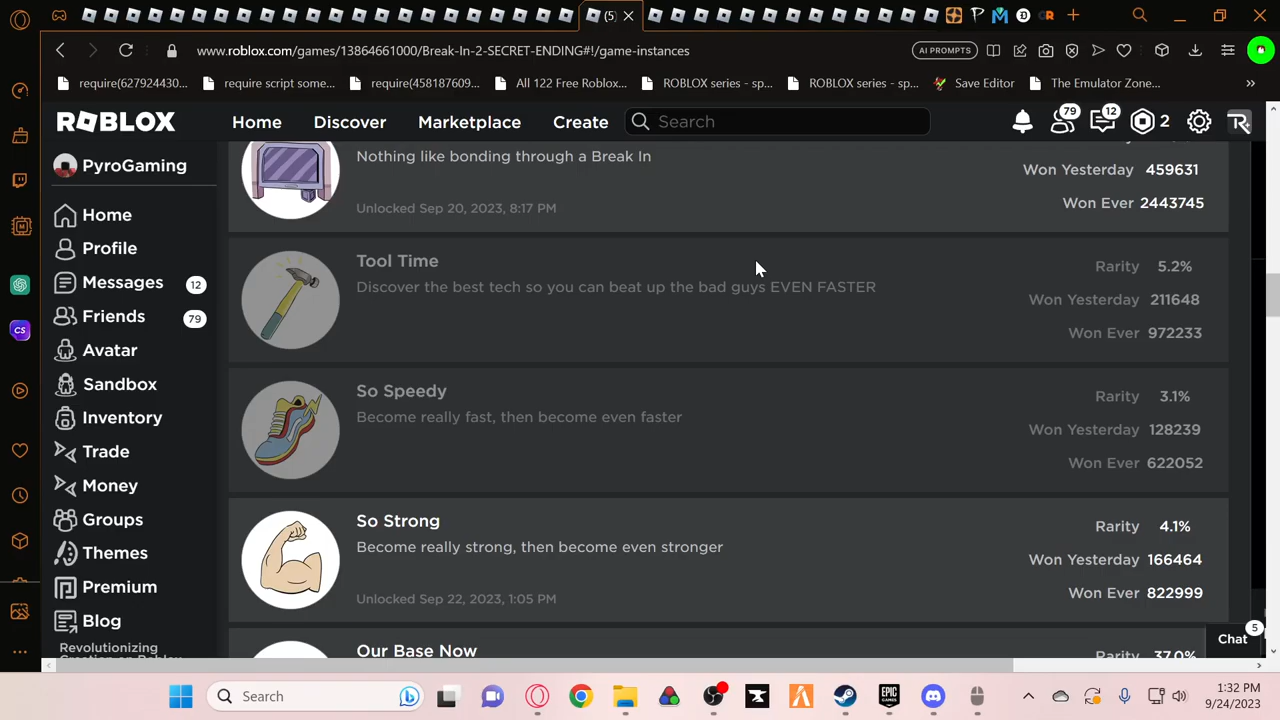 (5)
www.roblox.com/games/13864661000/Break-In-2-SECRET-ENDING#!/game-instances
AI PROMPTS
require(627924430...
require script some...
require(458187609...
All 122 Free Roblox...
ROBLOX series - sp...
ROBLOX series - sp...
Save Editor
The Emulator Zone...
ROBLOX
Home
Discover
Marketplace
Create
Search
79
12
2
PyroGaming
Home
Profile
Messages 12
Friends 79
Avatar
Sandbox
Inventory
Trade
Money
Groups
Themes
Premium
Blog
Revolutionizing
Nothing like bonding through a Break In
Unlocked Sep 20, 2023, 8:17 PM
Won Yesterday 459631
Won Ever 2443745
Tool Time
Discover the best tech so you can beat up the bad guys EVEN FASTER
Rarity 5.2%
Won Yesterday 211648
Won Ever 972233
So Speedy
Become really fast, then become even faster
Rarity 3.1%
Won Yesterday 128239
Won Ever 622052
So Strong
Become really strong, then become even stronger
Unlocked Sep 22, 2023, 1:05 PM
Rarity 4.1%
Won Yesterday 166464
Won Ever 822999
Our Base Now
Rarity 37.0%
Chat 5
Search
EPIC GAMES
1:32 PM
9/24/2023